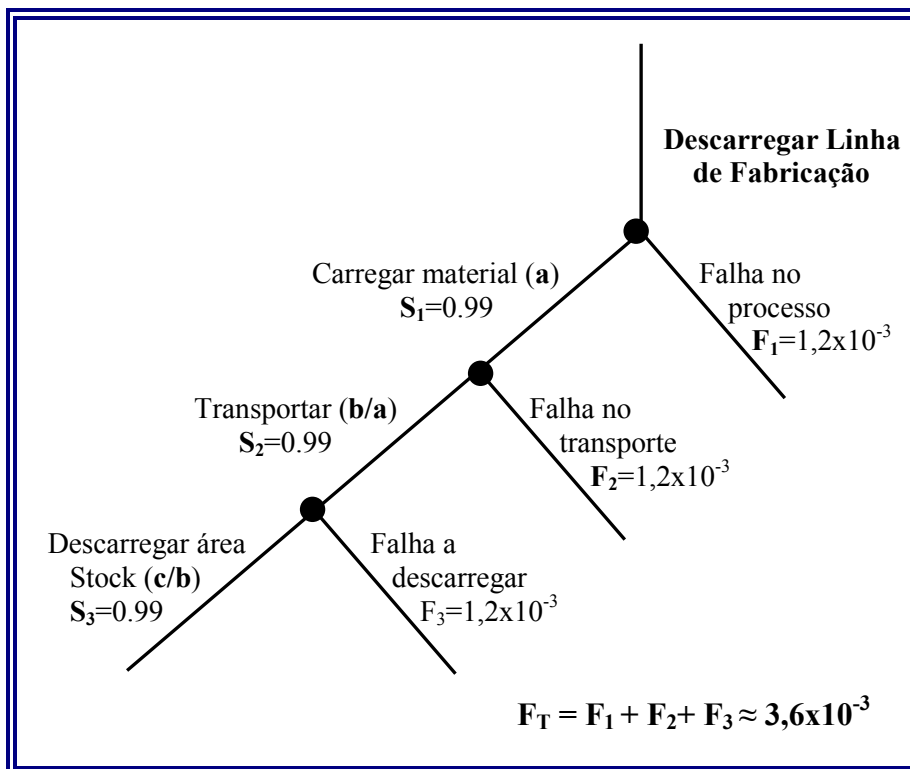 Descarregar Linha
de Fabricação
Carregar material (a)
S₁=0.99
Falha no
processo
F₁=1,2x10⁻³
Transportar (b/a)
S₂=0.99
Falha no
transporte
F₂=1,2x10⁻³
Descarregar área
Stock (c/b)
S₃=0.99
Falha a
descarregar
F₃=1,2x10⁻³
F_T = F₁ + F₂+ F₃ ≈ 3,6x10⁻³